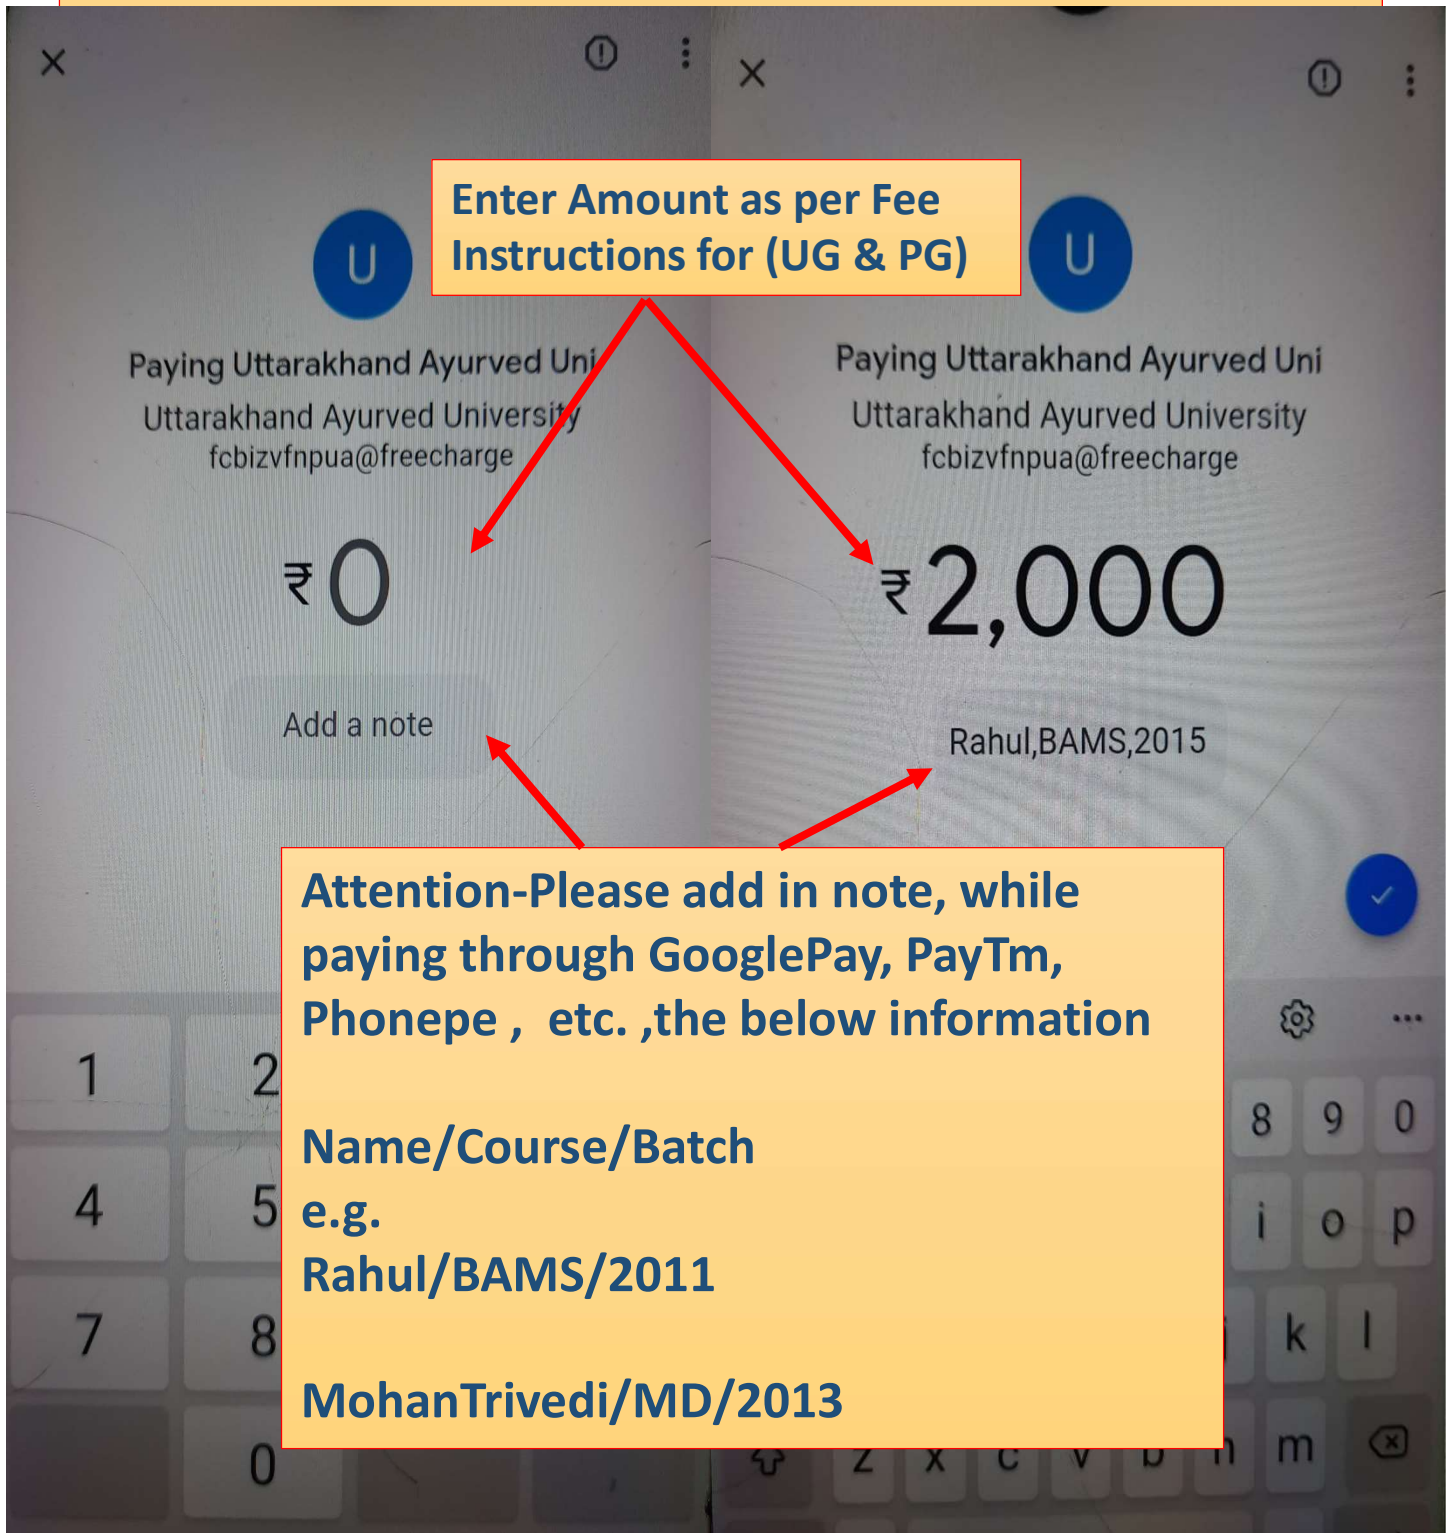 Enter Amount as per Fee
Instructions for (UG & PG)
U
Paying Uttarakhand Ayurved Uni
Uttarakhand Ayurved University
fcbizvfnpua@freecharge
₹0
Add a note
U
Paying Uttarakhand Ayurved Uni
Uttarakhand Ayurved University
fcbizvfnpua@freecharge
₹2,000
Rahul,BAMS,2015
Attention-Please add in note, while
paying through GooglePay, PayTm,
Phonepe , etc. ,the below information
Name/Course/Batch
e.g.
Rahul/BAMS/2011
MohanTrivedi/MD/2013
1 2
4 5
7 8
0
8 9 0
i o p
k l
z x c v b n m